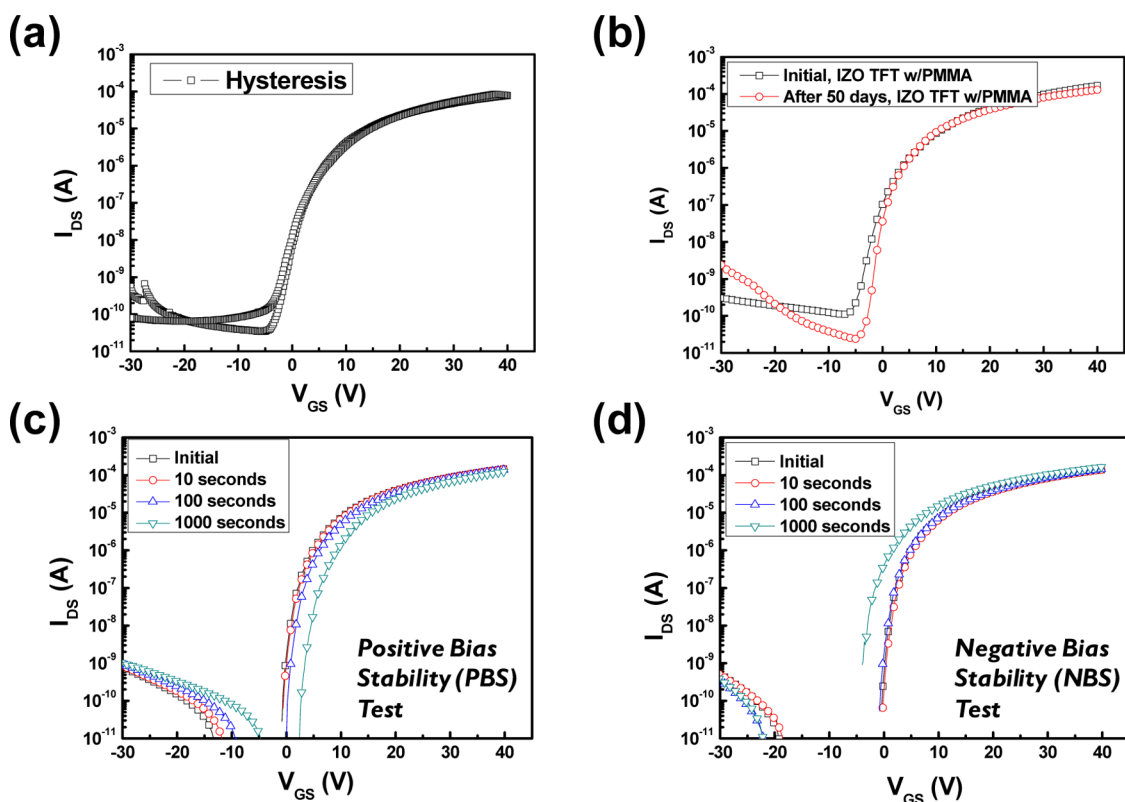 (a)
10⁻³
10⁻⁴
10⁻⁵
10⁻⁶
10⁻⁷
10⁻⁸
10⁻⁹
10⁻¹⁰
10⁻¹¹
I_DS (A)
Hysteresis
-30 -20 -10 0 10 20 30 40
V_GS (V)
(b)
10⁻³
10⁻⁴
10⁻⁵
10⁻⁶
10⁻⁷
10⁻⁸
10⁻⁹
10⁻¹⁰
10⁻¹¹
I_DS (A)
Initial, IZO TFT w/PMMA
After 50 days, IZO TFT w/PMMA
-30 -20 -10 0 10 20 30 40
V_GS (V)
(c)
10⁻³
10⁻⁴
10⁻⁵
10⁻⁶
10⁻⁷
10⁻⁸
10⁻⁹
10⁻¹⁰
10⁻¹¹
I_DS (A)
Initial
10 seconds
100 seconds
1000 seconds
Positive Bias
Stability (PBS)
Test
-30 -20 -10 0 10 20 30 40
V_GS (V)
(d)
10⁻³
10⁻⁴
10⁻⁵
10⁻⁶
10⁻⁷
10⁻⁸
10⁻⁹
10⁻¹⁰
10⁻¹¹
I_DS (A)
Initial
10 seconds
100 seconds
1000 seconds
Negative Bias
Stability (NBS)
Test
-30 -20 -10 0 10 20 30 40
V_GS (V)